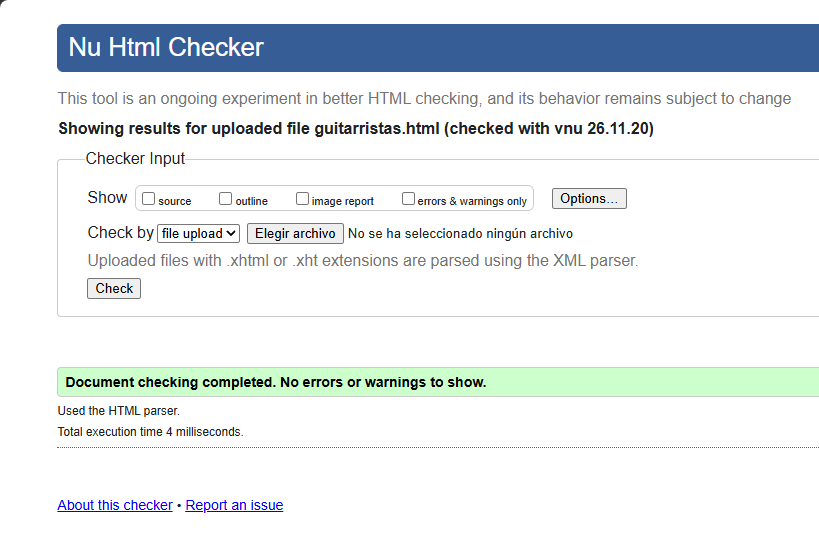 Nu Html Checker
This tool is an ongoing experiment in better HTML checking, and its behavior remains subject to change
Showing results for uploaded file guitarristas.html (checked with vnu 26.11.20)
Checker Input
Show source outline image report errors & warnings only Options...
Check by file upload Elegir archivo No se ha seleccionado ningún archivo
Uploaded files with .xhtml or .xht extensions are parsed using the XML parser.
Check
Document checking completed. No errors or warnings to show.
Used the HTML parser.
Total execution time 4 milliseconds.
About this checker • Report an issue